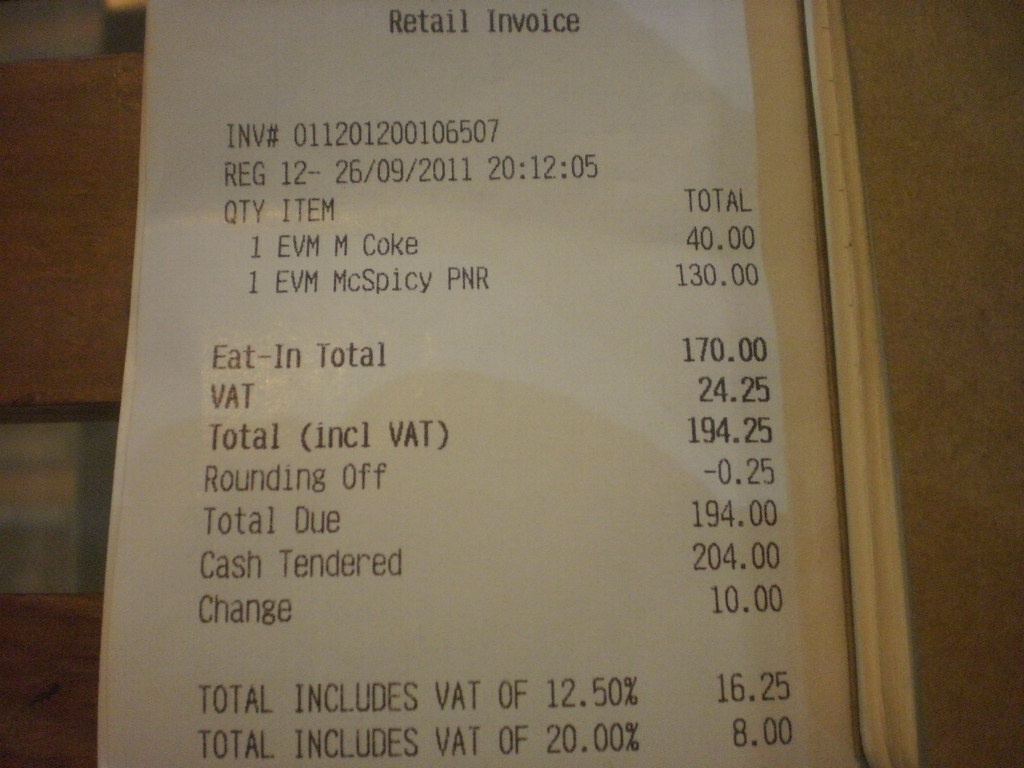 Retail Invoice
INV# 011201200106507
REG 12- 26/09/2011 20:12:05
QTY ITEM TOTAL
1 EVM M Coke 40.00
1 EVM McSpicy PNR 130.00
Eat-In Total 170.00
VAT 24.25
Total (incl VAT) 194.25
Rounding Off -0.25
Total Due 194.00
Cash Tendered 204.00
Change 10.00
TOTAL INCLUDES VAT OF 12.50% 16.25
TOTAL INCLUDES VAT OF 20.00% 8.00